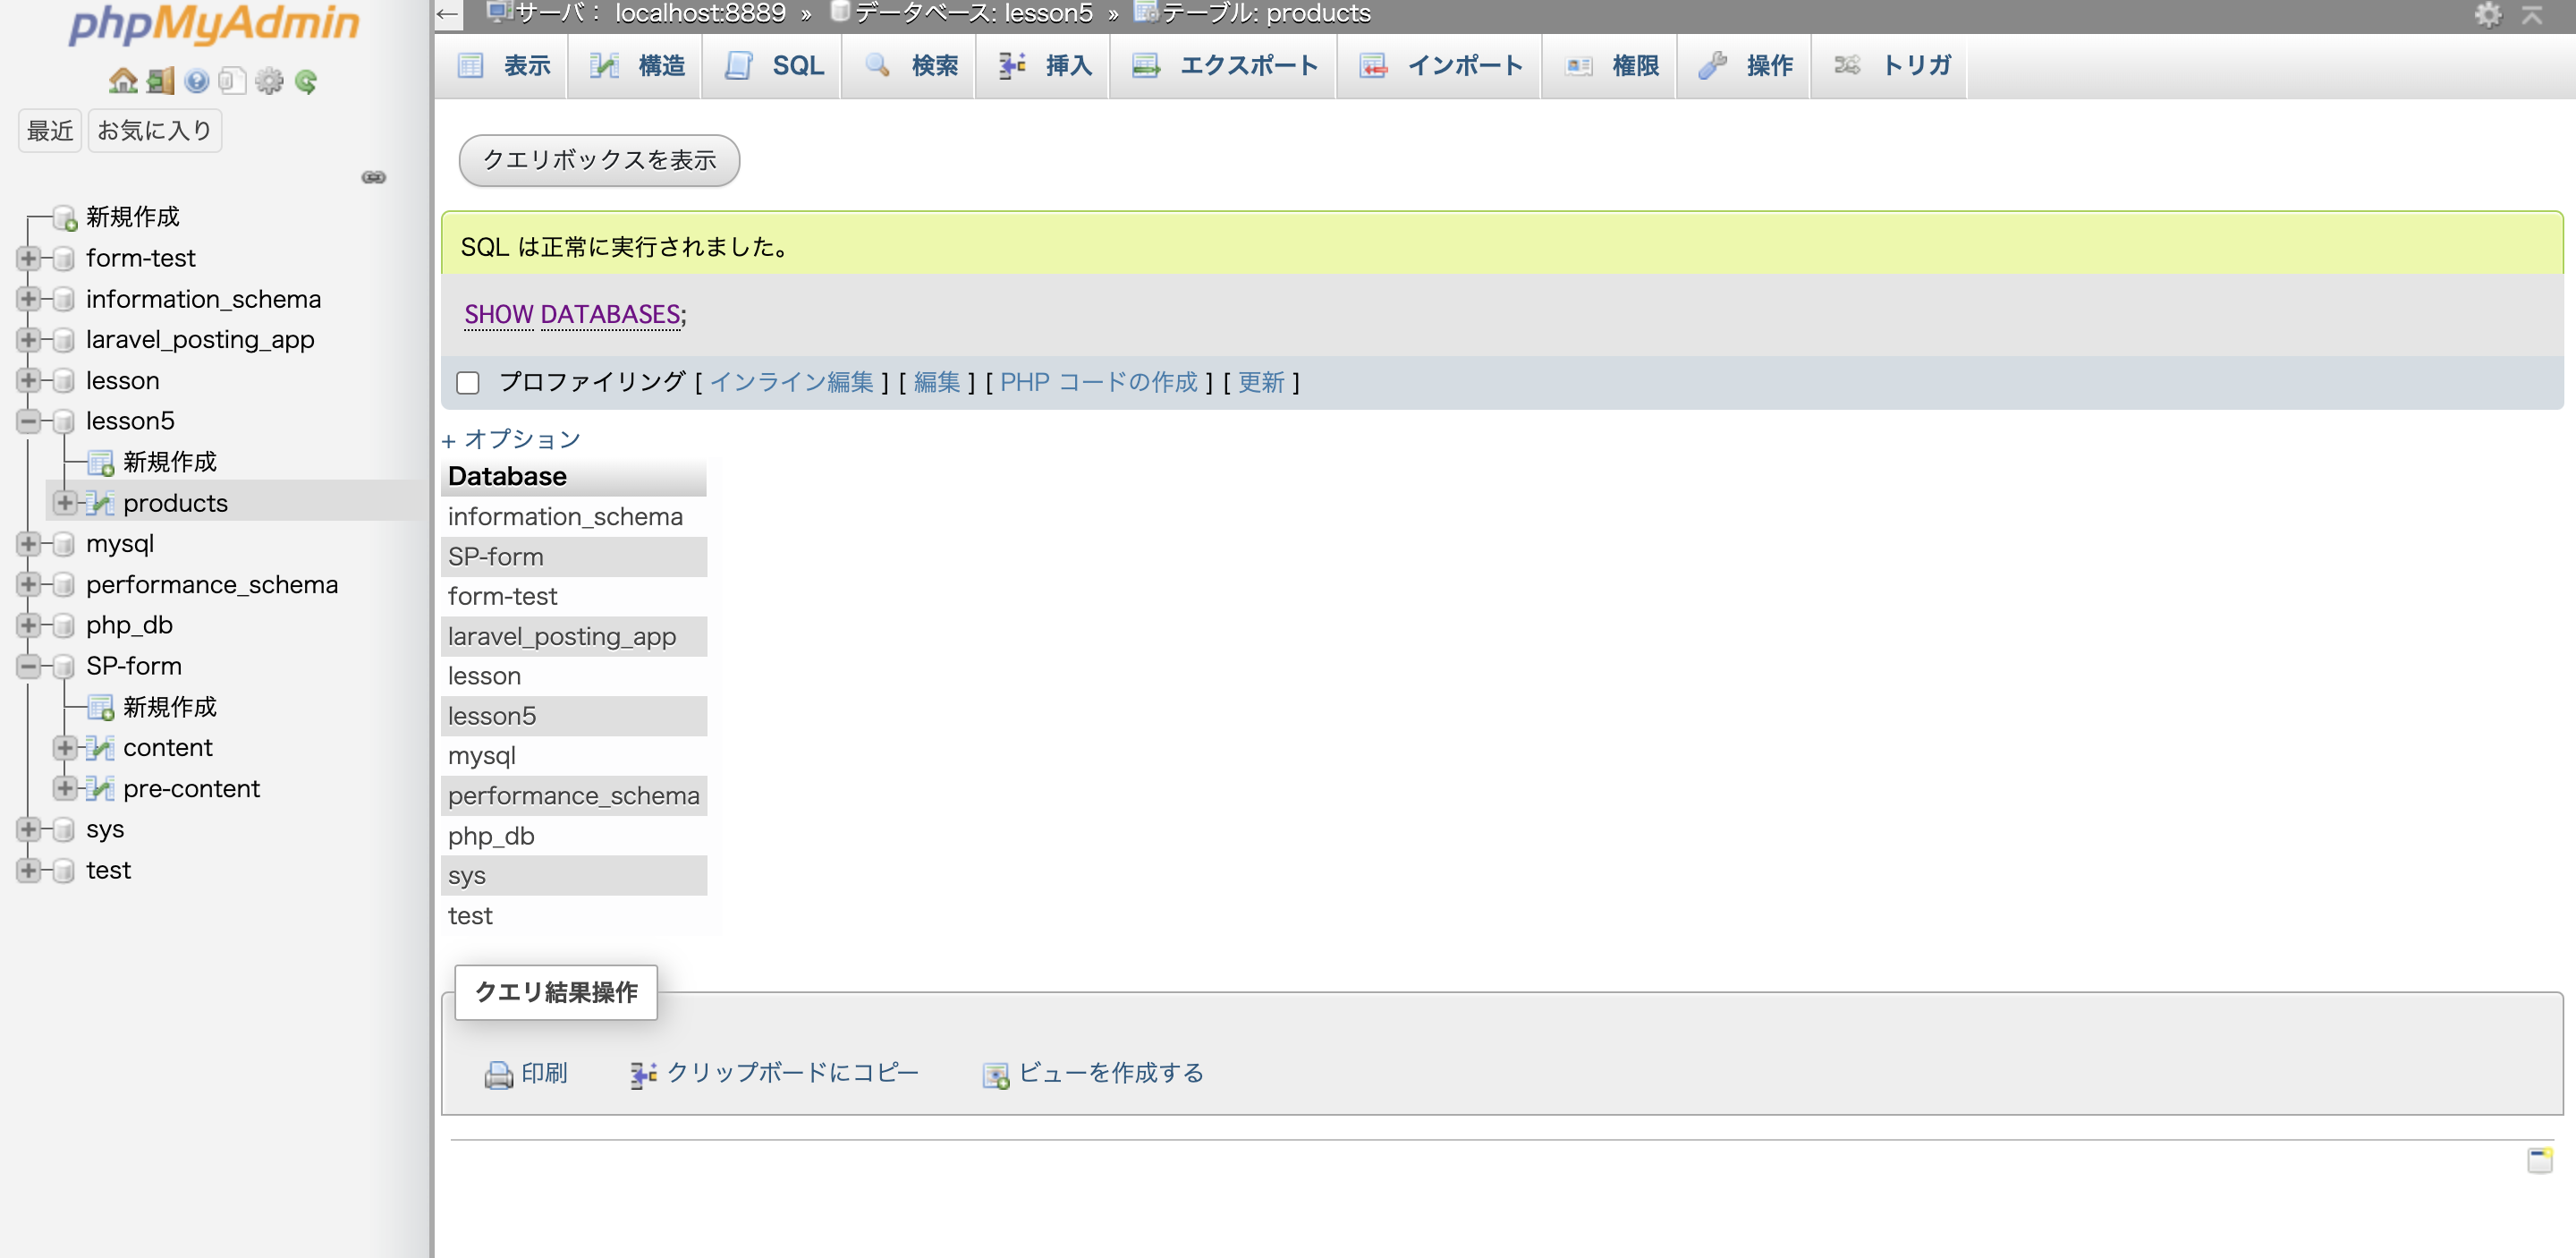 phpMyAdmin
最近 お気に入り
新規作成
form-test
information_schema
laravel_posting_app
lesson
lesson5
新規作成
products
mysql
performance_schema
php_db
SP-form
新規作成
content
pre-content
sys
test
← サーバ： localhost:8889 » データベース: lesson5 » テーブル: products
表示 構造 SQL 検索 挿入 エクスポート インポート 権限 操作 トリガ
クエリボックスを表示
SQL は正常に実行されました。
SHOW DATABASES;
プロファイリング [ インライン編集 ] [ 編集 ] [ PHP コードの作成 ] [ 更新 ]
+ オプション
Database
information_schema
SP-form
form-test
laravel_posting_app
lesson
lesson5
mysql
performance_schema
php_db
sys
test
クエリ結果操作
印刷 クリップボードにコピー ビューを作成する